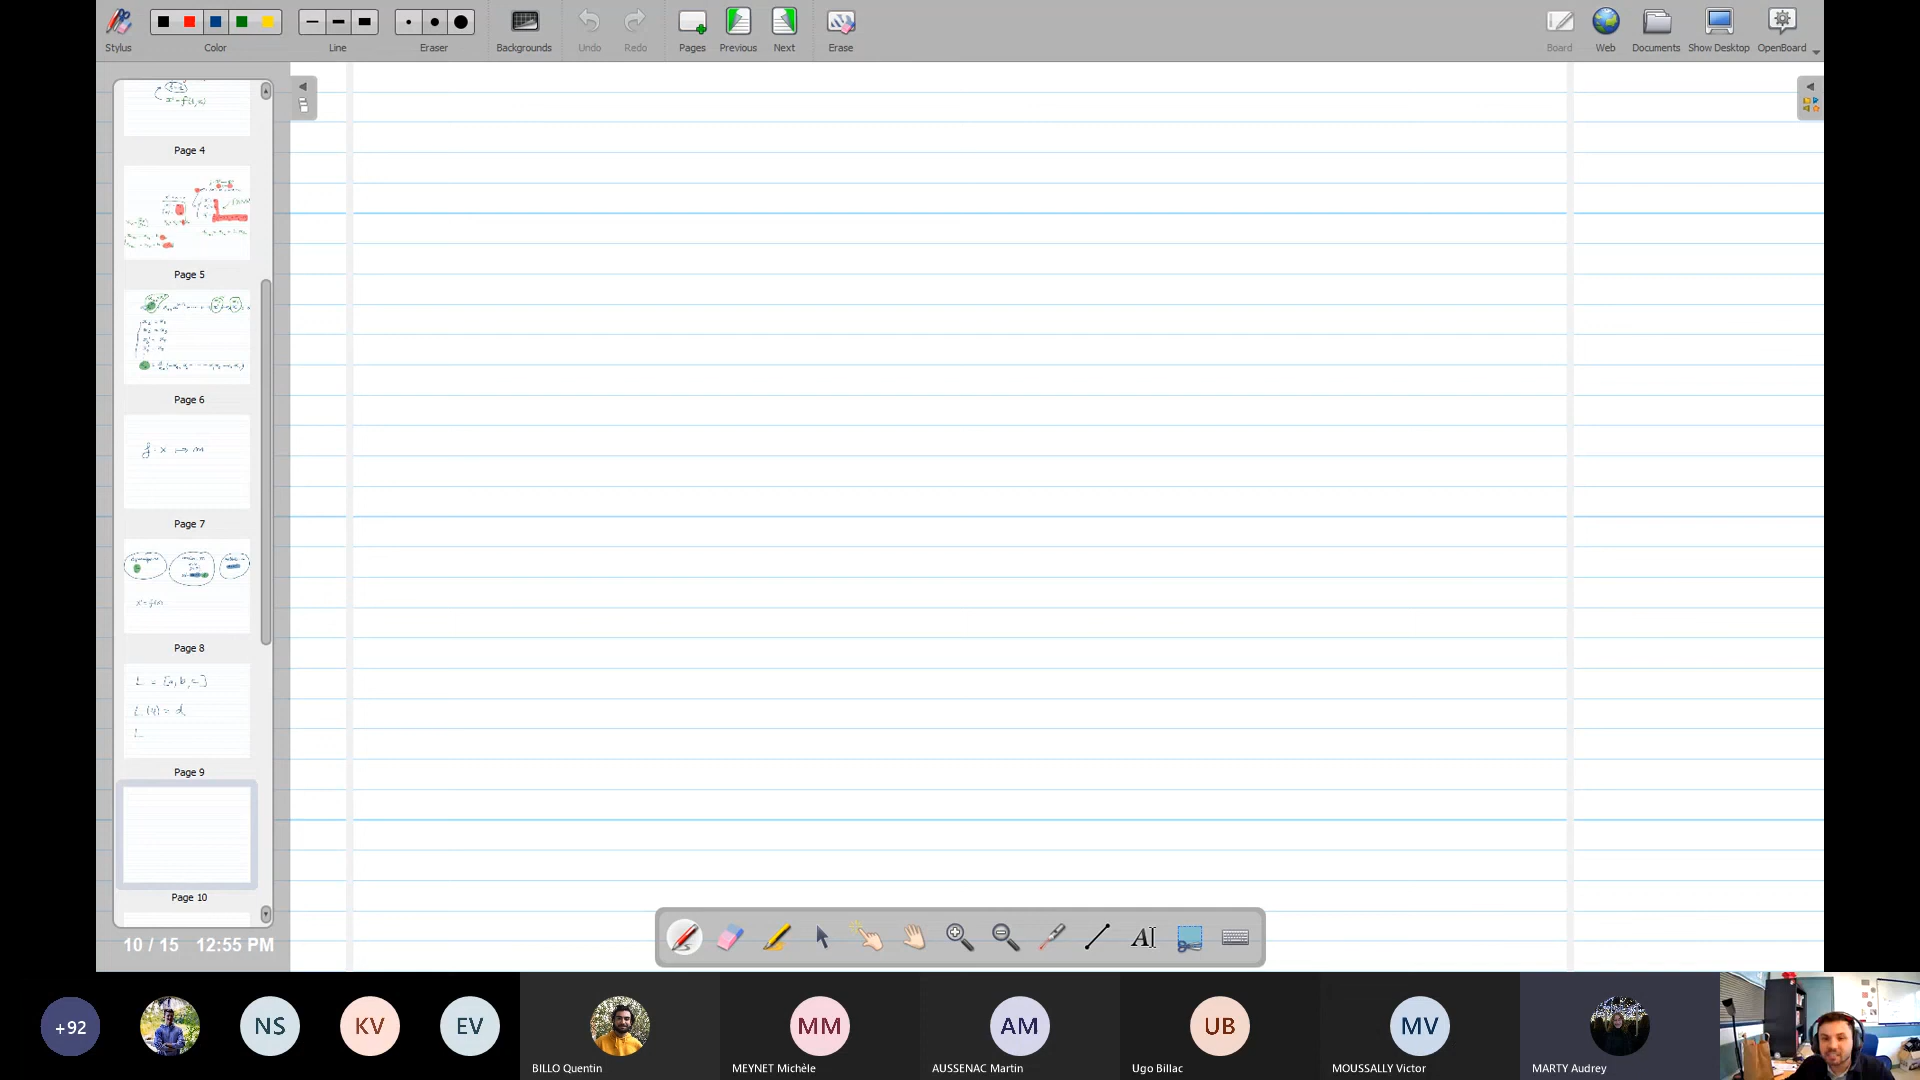 Stylus
Color
Line
Eraser
Backgrounds
Undo
Redo
Pages
Previous
Next
Erase
Board
Web
Documents
Show Desktop
OpenBoard
Page 4
Page 5
Page 6
f : x ↦ m
Page 7
Page 8
L = [a, b, c]
L (4) = d
L
Page 9
Page 10
10 / 15 12:55 PM
+92
NS
KV
EV
BILLO Quentin
MM
MEYNET Michèle
AM
AUSSENAC Martin
UB
Ugo Billac
MV
MOUSSALLY Victor
MARTY Audrey